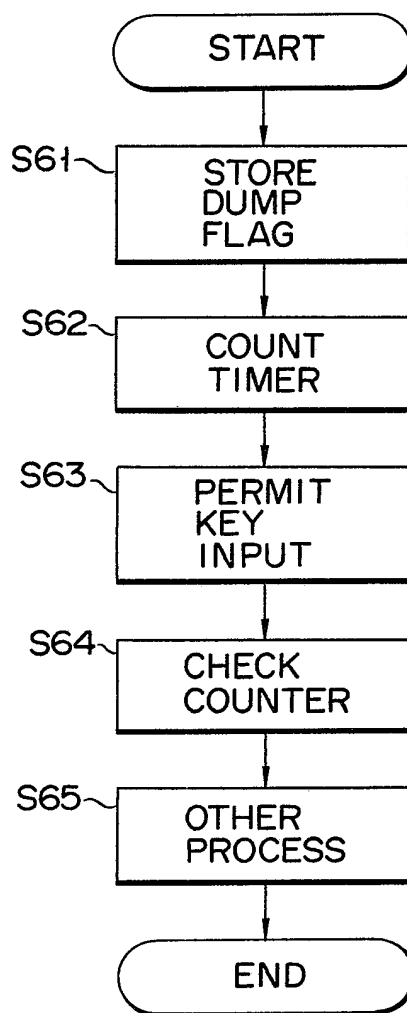 START
S61
STORE
DUMP
FLAG
S62
COUNT
TIMER
S63
PERMIT
KEY
INPUT
S64
CHECK
COUNTER
S65
OTHER
PROCESS
END